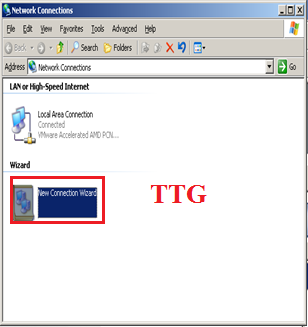 Network Connections
File Edit View Favorites Tools Advanced Help
Back Search Folders
Address Network Connections Go
LAN or High-Speed Internet
Local Area Connection
Connected
VMware Accelerated AMD PCN...
Wizard
New Connection Wizard
TTG